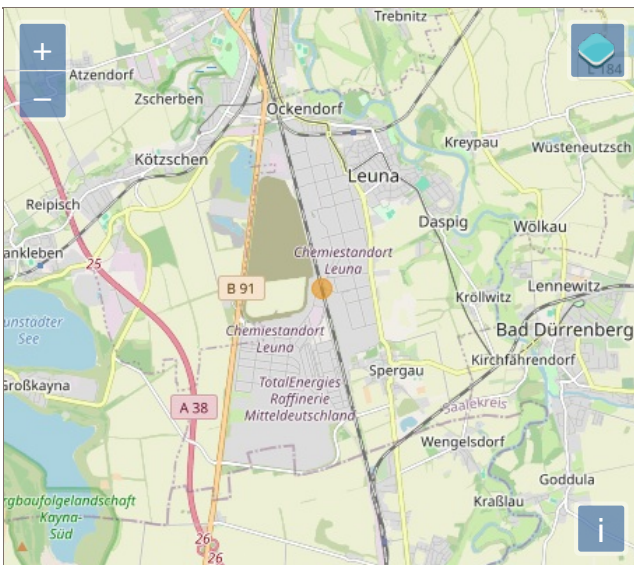 Trebnitz
+
L 184
Atzendorf
−
Zscherben
Ockendorf
Kreypau
Wüsteneutzsch
Kötzschen
Leuna
Reipisch
Daspig
Wölkau
ankleben
Chemiestandort
Leuna
25
B 91
Lennewitz
Kröllwitz
unstädter
See
Chemiestandort
Leuna
Bad Dürrenberg
Kirchfährendorf
Spergau
Großkayna
TotalEnergies
Raffinerie
Mitteldeutschland
A 38
Saalekreis
Wengelsdorf
Goddula
rgbaufolgelandschaft
Kayna-
Süd
Kraßlau
i
26
26